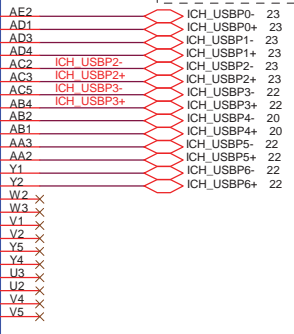 AE2 ICH_USBP0- 23
AD1 ICH_USBP0+ 23
AD3 ICH_USBP1- 23
AD4 ICH_USBP1+ 23
AC2 ICH_USBP2- ICH_USBP2- 23
AC3 ICH_USBP2+ ICH_USBP2+ 23
AC5 ICH_USBP3- ICH_USBP3- 22
AB4 ICH_USBP3+ ICH_USBP3+ 22
AB2 ICH_USBP4- 20
AB1 ICH_USBP4+ 20
AA3 ICH_USBP5- 22
AA2 ICH_USBP5+ 22
Y1 ICH_USBP6- 22
Y2 ICH_USBP6+ 22
W2
W3
V1
V2
Y5
Y4
U3
U2
V4
V5